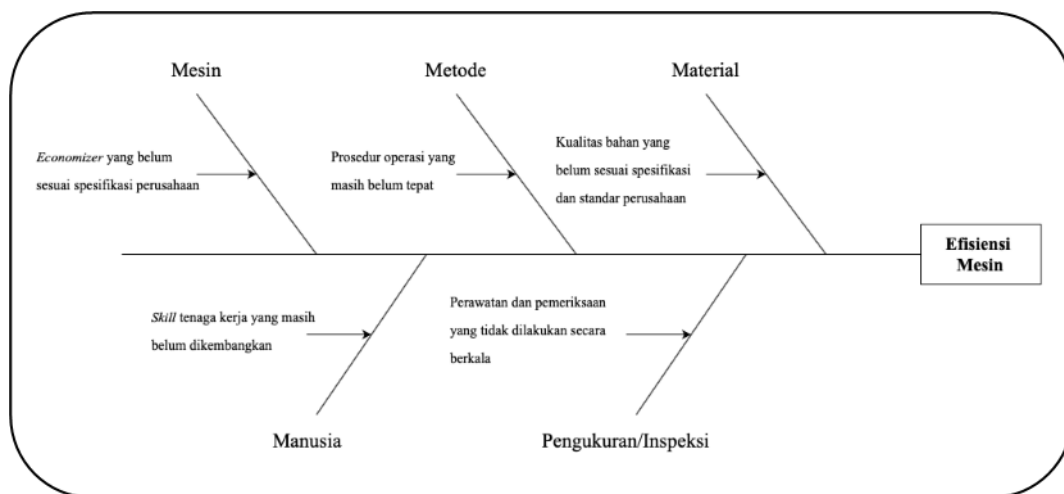 Mesin
Metode
Material
Economizer yang belum
sesuai spesifikasi perusahaan
Prosedur operasi yang
masih belum tepat
Kualitas bahan yang
belum sesuai spesifikasi
dan standar perusahaan
Efisiensi
Mesin
Skill tenaga kerja yang masih
belum dikembangkan
Perawatan dan pemeriksaan
yang tidak dilakukan secara
berkala
Manusia
Pengukuran/Inspeksi